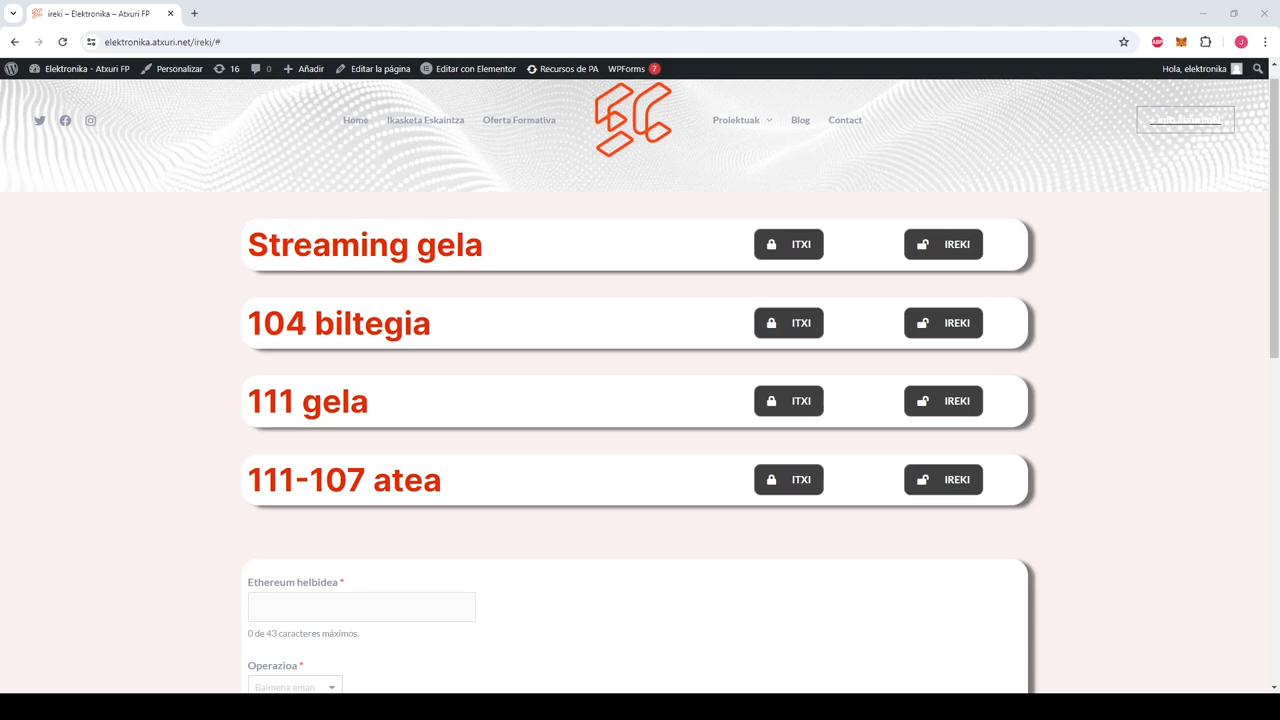 ireki – Elektronika – Atxuri FP
elektronika.atxuri.net/ireki/#
ABP
J
Elektronika - Atxuri FP
Personalizar
16
0
Añadir
Editar la página
Editar con Elementor
Recursos de PA
WPForms 7
Hola, elektronika
Home
Ikasketa Eskaintza
Oferta Formativa
Proiektuak
Blog
Contact
Streaming gela
ITXI
IREKI
104 biltegia
ITXI
IREKI
111 gela
ITXI
IREKI
111-107 atea
ITXI
IREKI
Ethereum helbidea *
0 de 43 caracteres máximos.
Operazioa *
Baimena eman